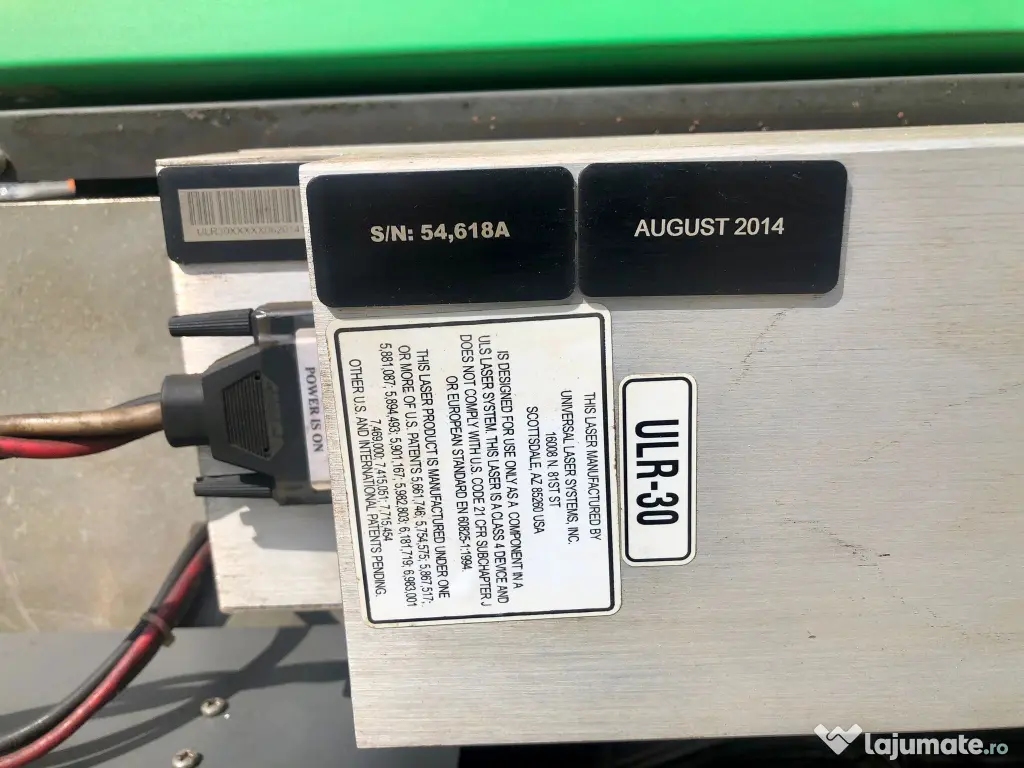 S/N: 54,618A
AUGUST 2014
POWER IS ON
THIS LASER MANUFACTURED BY
UNIVERSAL LASER SYSTEMS, INC.
16008 N. 81ST ST
SCOTTSDALE, AZ 85260 USA
IS DESIGNED FOR USE ONLY AS A COMPONENT IN A
ULS LASER SYSTEM. THIS LASER IS A CLASS 4 DEVICE AND
DOES NOT COMPLY WITH U.S. CODE 21 CFR SUBCHAPTER J
OR EUROPEAN STANDARD EN 60825-1:1994.
THIS LASER PRODUCT IS MANUFACTURED UNDER ONE
OR MORE OF U.S. PATENTS 5,661,746; 5,754,575; 5,867,517;
5,881,087; 5,894,493; 5,901,167; 5,982,803; 6,181,719; 6,983,001
7,469,000; 7,415,051; 7,715,454
OTHER U.S. AND INTERNATIONAL PATENTS PENDING.
ULR-30
lajumate.ro